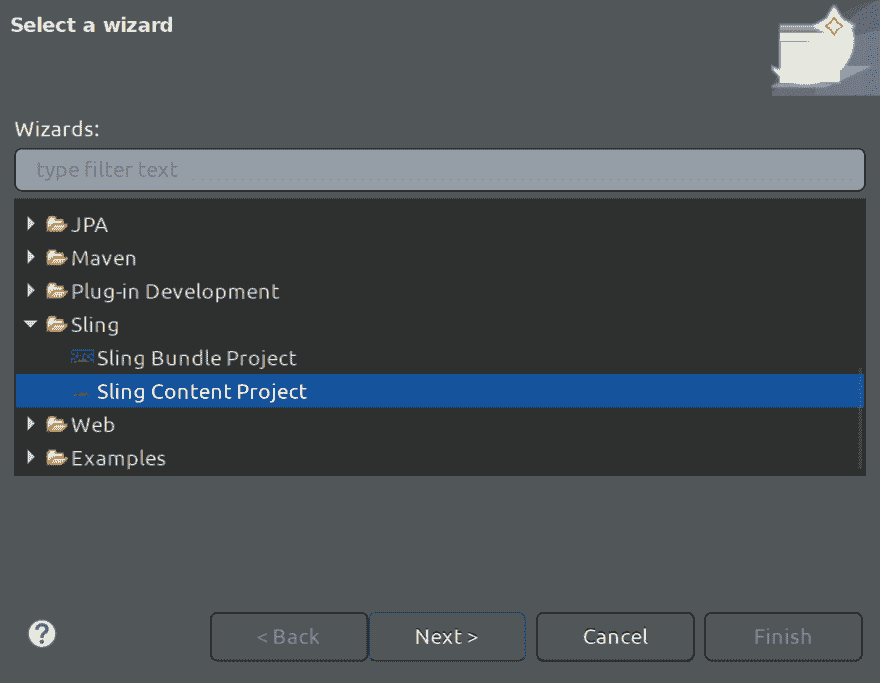 Select a wizard
Wizards:
type filter text
JPA
Maven
Plug-in Development
Sling
Sling Bundle Project
Sling Content Project
Web
Examples
?
< Back Next > Cancel Finish